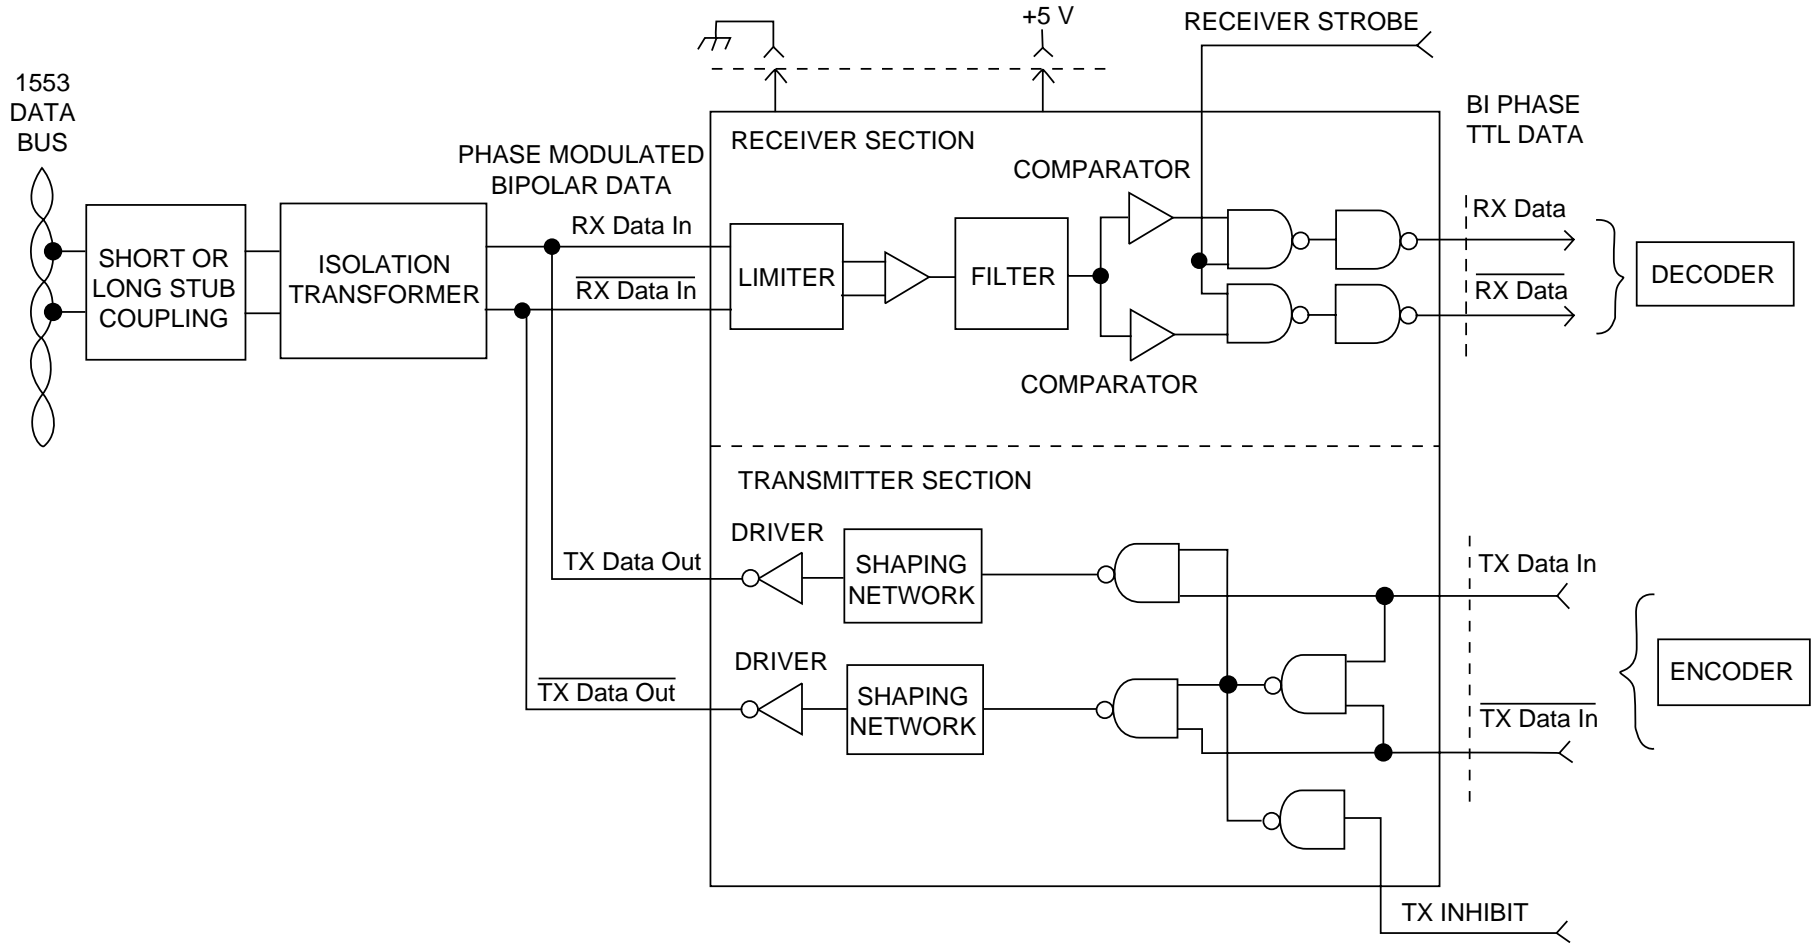 +5 V
RECEIVER STROBE
1553
DATA
BUS
BI PHASE
TTL DATA
RECEIVER SECTION
PHASE MODULATED
BIPOLAR DATA
COMPARATOR
RX Data In
RX Data
SHORT OR
LONG STUB
COUPLING
ISOLATION
TRANSFORMER
LIMITER
FILTER
DECODER
RX Data In
RX Data
COMPARATOR
TRANSMITTER SECTION
DRIVER
TX Data Out
SHAPING
NETWORK
TX Data In
DRIVER
TX Data Out
SHAPING
NETWORK
ENCODER
TX Data In
TX INHIBIT